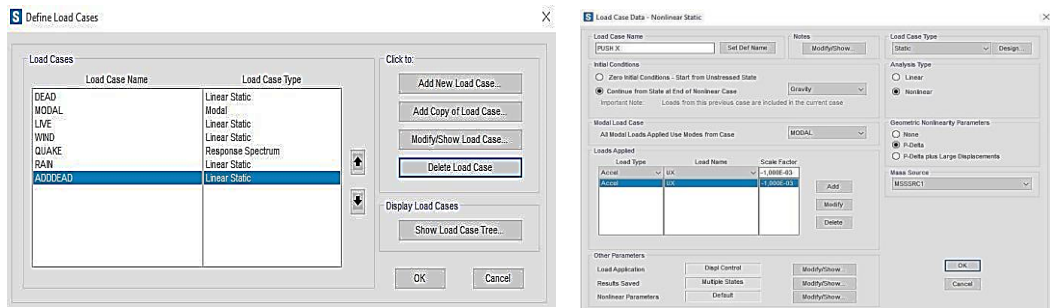 S Define Load Cases
Load Cases
Load Case Name Load Case Type
DEAD Linear Static
MODAL Modal
LIVE Linear Static
WIND Linear Static
QUAKE Response Spectrum
RAIN Linear Static
ADDDEAD Linear Static
Click to:
Add New Load Case...
Add Copy of Load Case...
Modify/Show Load Case...
Delete Load Case
Display Load Cases
Show Load Case Tree...
OK Cancel
S Load Case Data - Nonlinear Static
Load Case Name
PUSH X Set Def Name
Notes
Modify/Show...
Load Case Type
Static Design...
Initial Conditions
Zero Initial Conditions - Start from Unstressed State
Continue from State at End of Nonlinear Case Gravity
Important Note: Loads from this previous case are included in the current case
Analysis Type
Linear
Nonlinear
Modal Load Case
All Modal Loads Applied Use Modes from Case MODAL
Geometric Nonlinearity Parameters
None
P-Delta
P-Delta plus Large Displacements
Loads Applied
Load Type Load Name Scale Factor
Accel UX -1,000E-03
Accel UX -1,000E-03
Add
Modify
Delete
Mass Source
MSSSRC1
Other Parameters
Load Application Displ Control Modify/Show...
Results Saved Multiple States Modify/Show...
Nonlinear Parameters Default Modify/Show...
OK
Cancel